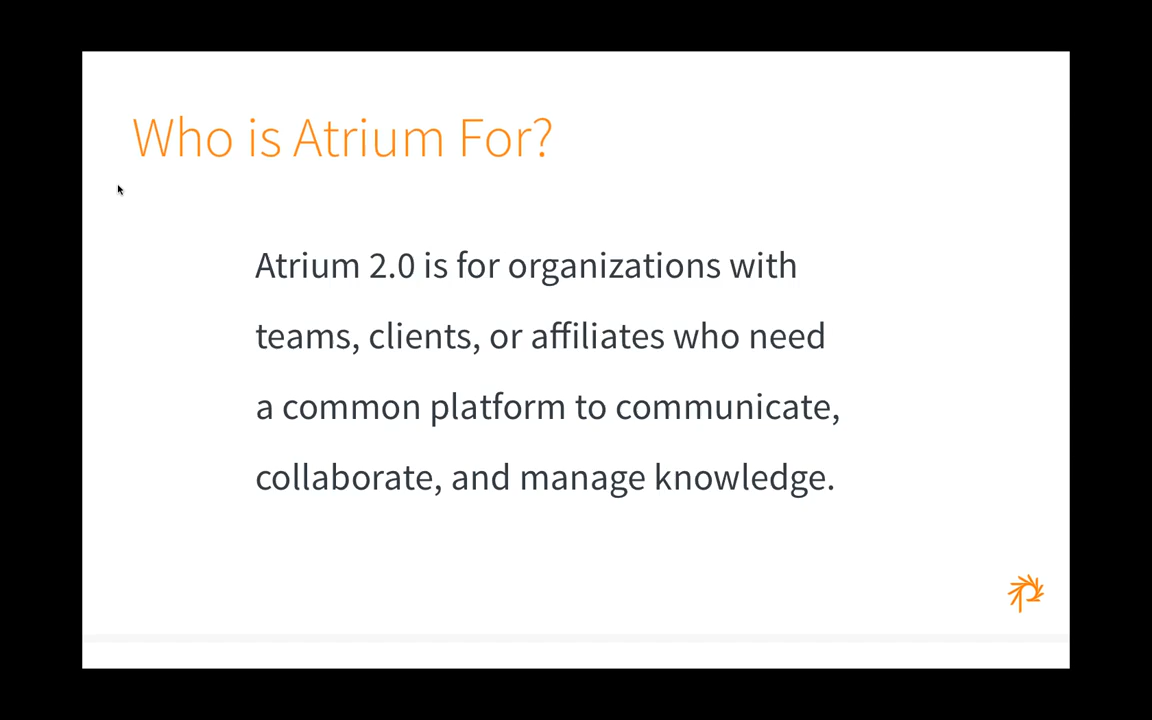 Who is Atrium For?
Atrium 2.0 is for organizations with
teams, clients, or affiliates who need
a common platform to communicate,
collaborate, and manage knowledge.